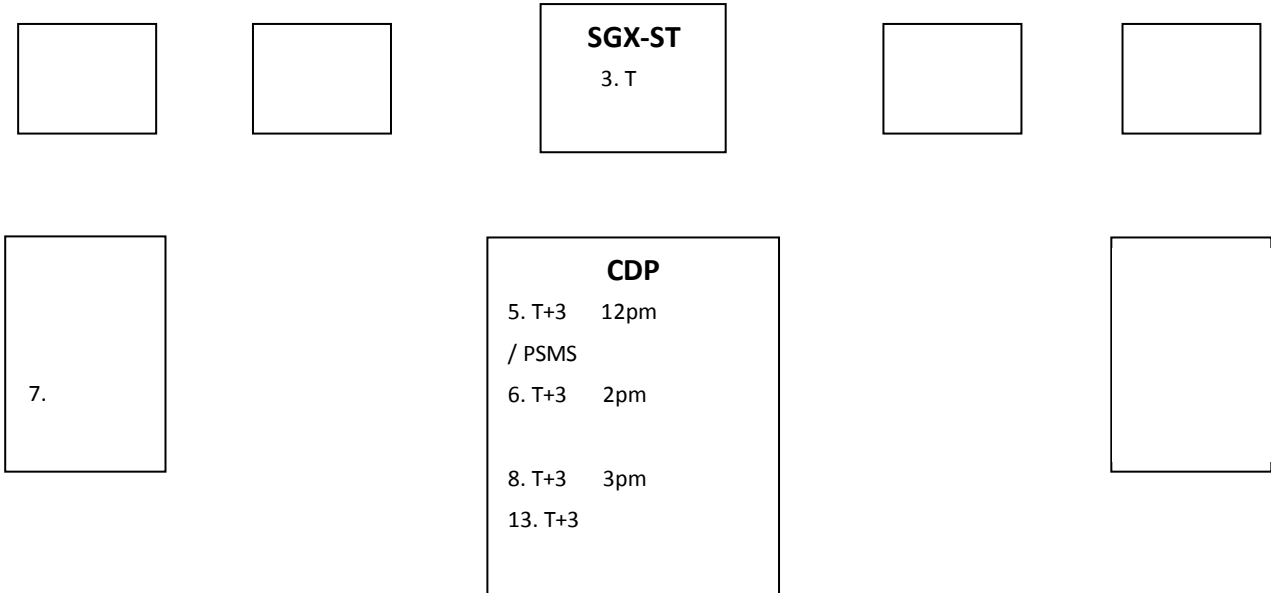 SGX-ST
3. T
CDP
5. T+3 12pm
/ PSMS
7.
6. T+3 2pm
8. T+3 3pm
13. T+3